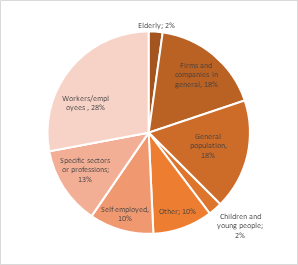 Elderly; 2%
Firms and
companies in
general, 18%
General
population,
18%
Children and
young people;
2%
Other; 10%
Self employed,
10%
Specific sectors
or professions;
13%
Workers/empl
oyees , 28%